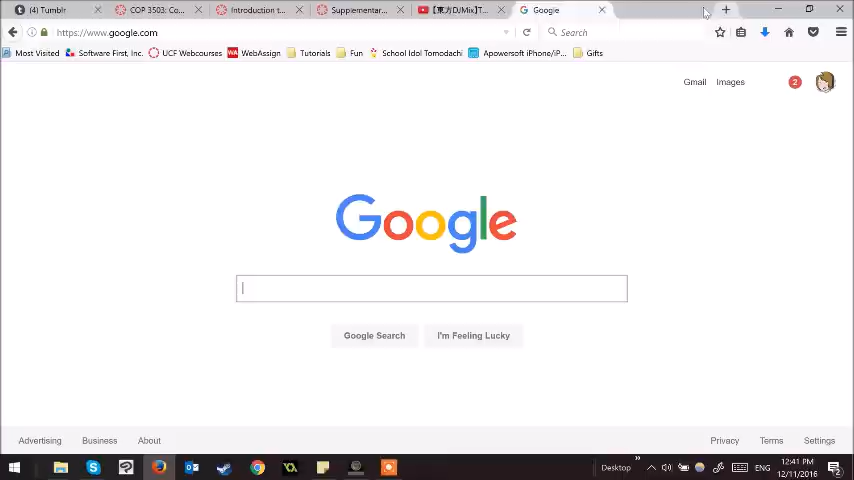 (4) Tumblr
COP 3503: Co...
Introduction t...
Supplementar...
【東方DJMix】T...
Google
https://www.google.com
Search
Most Visited
Software First, Inc.
UCF Webcourses
WA WebAssign
Tutorials
Fun
School Idol Tomodachi
Apowersoft iPhone/iP...
Gifts
Gmail
Images
2
Google
Google Search
I'm Feeling Lucky
Advertising
Business
About
Privacy
Terms
Settings
Desktop
ENG
12:41 PM
12/11/2016
2